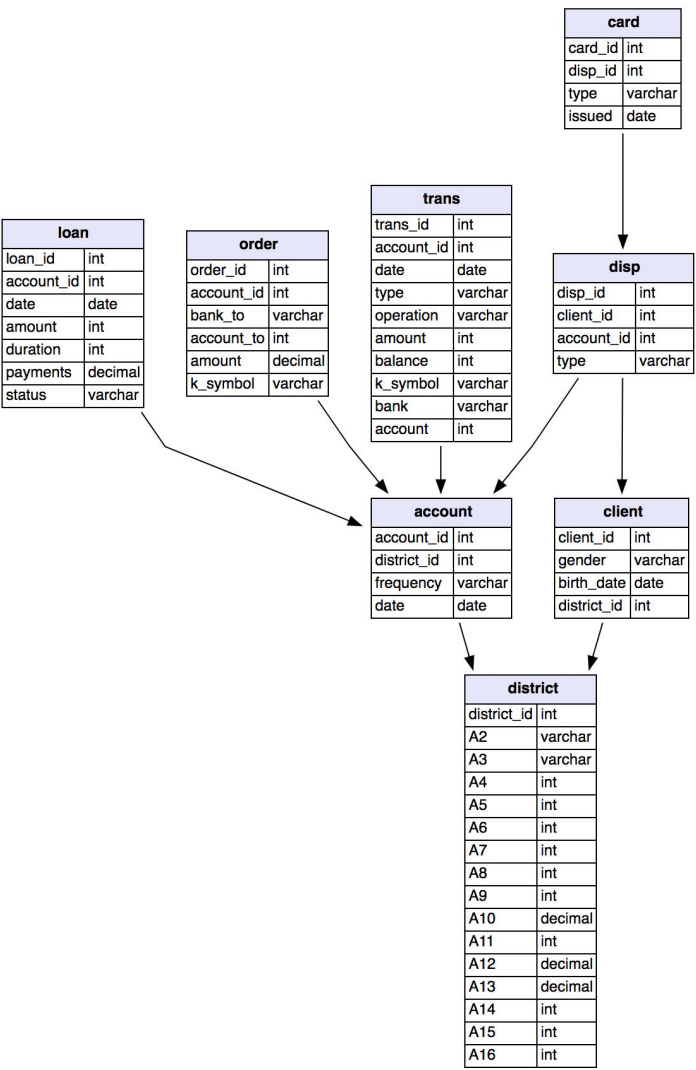 card
card_id int
disp_id int
type varchar
issued date
trans
trans_id int
account_id int
date date
type varchar
operation varchar
amount int
balance int
k_symbol varchar
bank varchar
account int
loan
loan_id int
account_id int
date date
amount int
duration int
payments decimal
status varchar
order
order_id int
account_id int
bank_to varchar
account_to int
amount decimal
k_symbol varchar
disp
disp_id int
client_id int
account_id int
type varchar
account
account_id int
district_id int
frequency varchar
date date
client
client_id int
gender varchar
birth_date date
district_id int
district
district_id int
A2 varchar
A3 varchar
A4 int
A5 int
A6 int
A7 int
A8 int
A9 int
A10 decimal
A11 int
A12 decimal
A13 decimal
A14 int
A15 int
A16 int